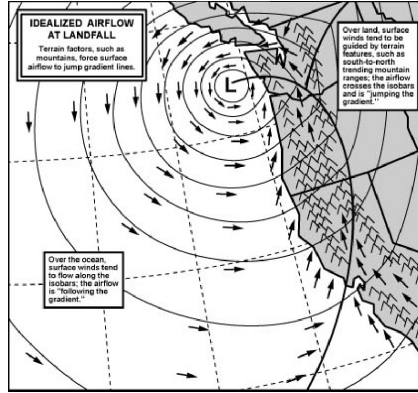 IDEALIZED AIRFLOW
AT LANDFALL
Terrain factors, such as
mountains, force surface
airflow to jump gradient lines.
Over land, surface
winds tend to be
guided by terrain
features, such as
south-to-north
trending mountain
ranges; the airflow
crosses the isobars
and is "jumping the
gradient."
L
Over the ocean,
surface winds tend
to flow along the
isobars; the airflow
is "following the
gradient."